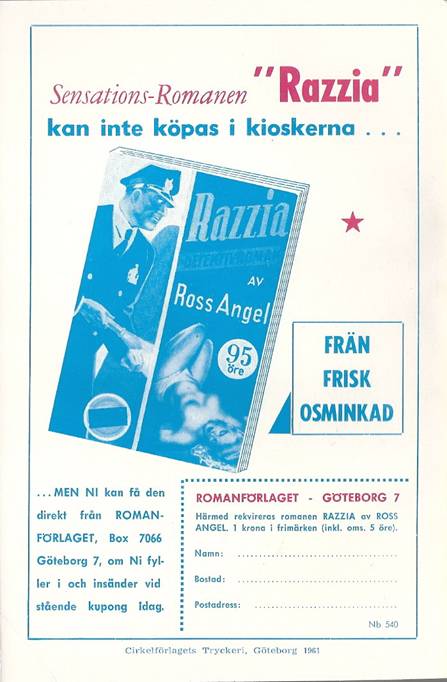 Sensations-Romanen "Razzia"
kan inte köpas i kioskerna . . .
Razzia
DETEKTIVROMAN
AV
Ross Angel
95
öre
FRÄN
FRISK
OSMINKAD
...MEN NI kan få den
direkt från ROMAN-
FÖRLAGET, Box 7066
Göteborg 7, om Ni fyl-
ler i och insänder vid
stående kupong idag.
ROMANFÖRLAGET - GÖTEBORG 7
Härmed rekvireras romanen RAZZIA av ROSS
ANGEL. 1 krona i frimärken (inkl. oms. 5 öre).
Namn: ..............................
Bostad: ..............................
Postadress: ..............................
Nb 540
Cirkelförlagets Tryckeri, Göteborg 1961